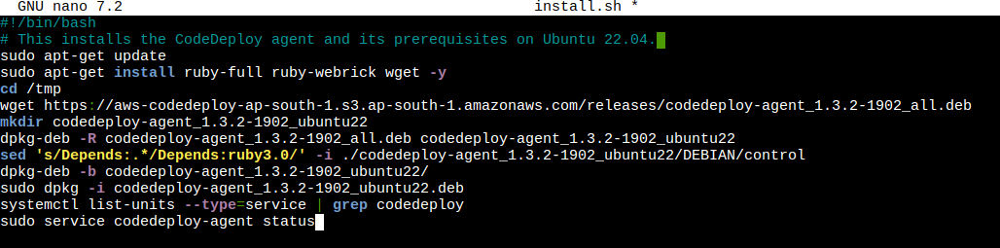 GNU nano 7.2 install.sh *
#!/bin/bash
# This installs the CodeDeploy agent and its prerequisites on Ubuntu 22.04.
sudo apt-get update
sudo apt-get install ruby-full ruby-webrick wget -y
cd /tmp
wget https://aws-codedeploy-ap-south-1.s3.ap-south-1.amazonaws.com/releases/codedeploy-agent_1.3.2-1902_all.deb
mkdir codedeploy-agent_1.3.2-1902_ubuntu22
dpkg-deb -R codedeploy-agent_1.3.2-1902_all.deb codedeploy-agent_1.3.2-1902_ubuntu22
sed 's/Depends:.*/Depends:ruby3.0/' -i ./codedeploy-agent_1.3.2-1902_ubuntu22/DEBIAN/control
dpkg-deb -b codedeploy-agent_1.3.2-1902_ubuntu22/
sudo dpkg -i codedeploy-agent_1.3.2-1902_ubuntu22.deb
systemctl list-units --type=service | grep codedeploy
sudo service codedeploy-agent status